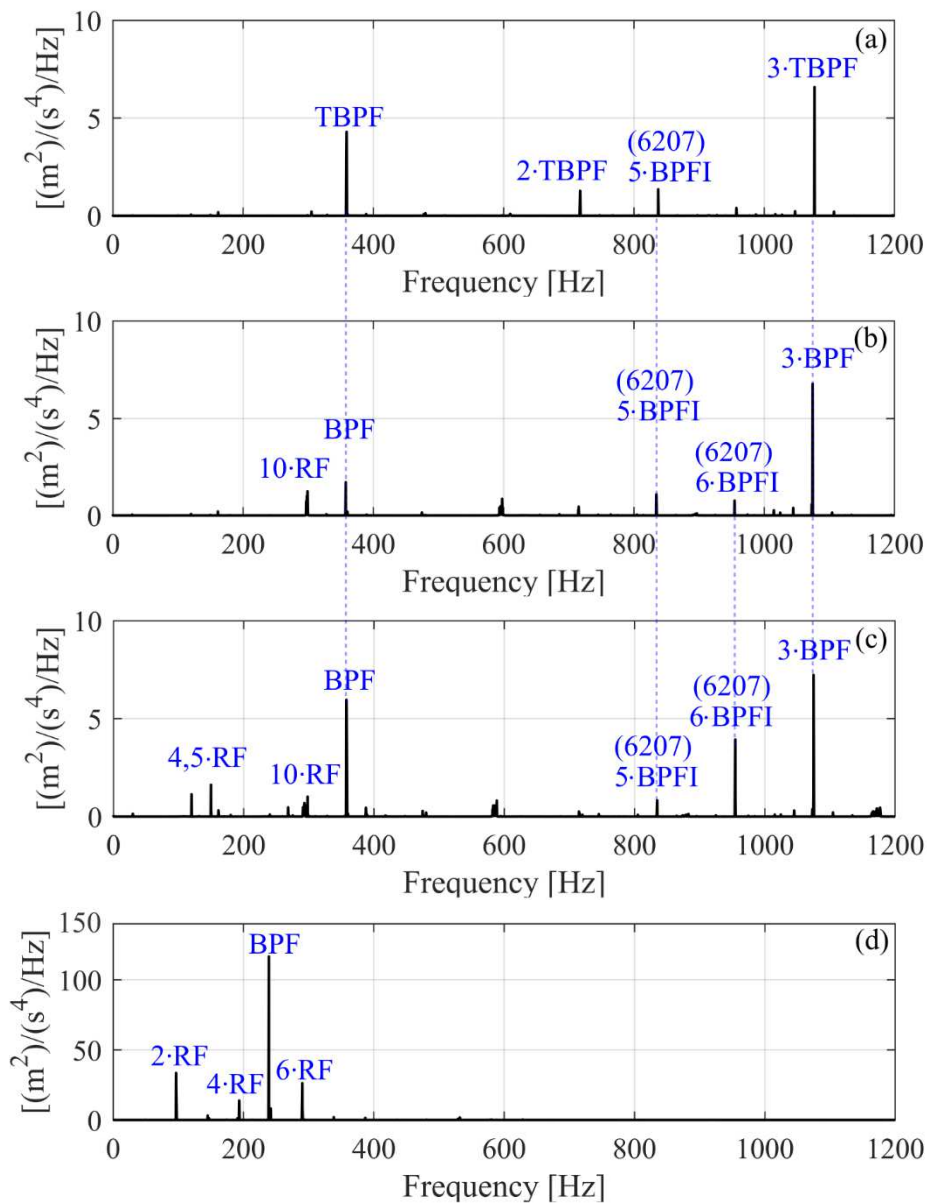 (a)
[(m²)/(s⁴)/Hz]
10
5
0
TBPF
2·TBPF
(6207)
5·BPFI
3·TBPF
0 200 400 600 800 1000 1200
Frequency [Hz]
(b)
[(m²)/(s⁴)/Hz]
10
5
0
10·RF
BPF
(6207)
5·BPFI
(6207)
6·BPFI
3·BPF
0 200 400 600 800 1000 1200
Frequency [Hz]
(c)
[(m²)/(s⁴)/Hz]
10
5
0
4,5·RF
10·RF
BPF
(6207)
5·BPFI
(6207)
6·BPFI
3·BPF
0 200 400 600 800 1000 1200
Frequency [Hz]
(d)
[(m²)/(s⁴)/Hz]
150
100
50
0
2·RF
4·RF
BPF
6·RF
0 200 400 600 800 1000 1200
Frequency [Hz]